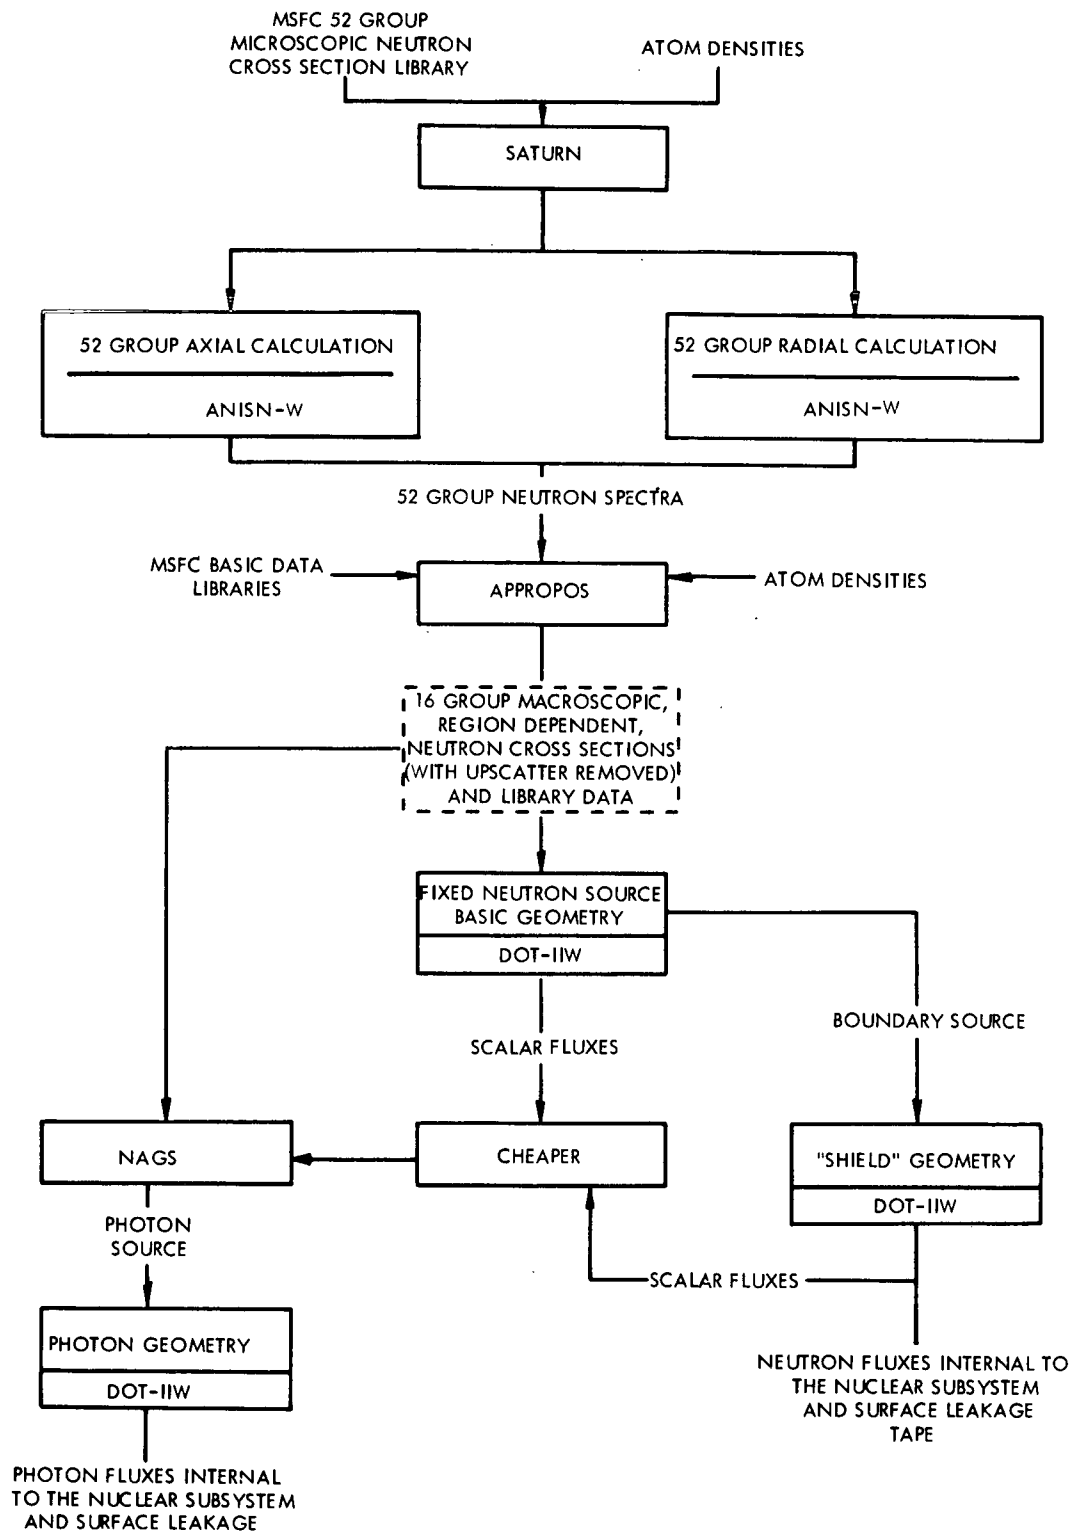 MSFC 52 GROUP
MICROSCOPIC NEUTRON
CROSS SECTION LIBRARY
ATOM DENSITIES
SATURN
52 GROUP AXIAL CALCULATION
ANISN-W
52 GROUP RADIAL CALCULATION
ANISN-W
52 GROUP NEUTRON SPECTRA
MSFC BASIC DATA
LIBRARIES
APPROPOS
ATOM DENSITIES
16 GROUP MACROSCOPIC,
REGION DEPENDENT,
NEUTRON CROSS SECTIONS
(WITH UPSCATTER REMOVED)
AND LIBRARY DATA
FIXED NEUTRON SOURCE
BASIC GEOMETRY
DOT-IIW
BOUNDARY SOURCE
SCALAR FLUXES
NAGS
CHEAPER
"SHIELD" GEOMETRY
DOT-IIW
PHOTON
SOURCE
SCALAR FLUXES
PHOTON GEOMETRY
DOT-IIW
NEUTRON FLUXES INTERNAL TO
THE NUCLEAR SUBSYSTEM
AND SURFACE LEAKAGE
TAPE
PHOTON FLUXES INTERNAL
TO THE NUCLEAR SUBSYSTEM
AND SURFACE LEAKAGE